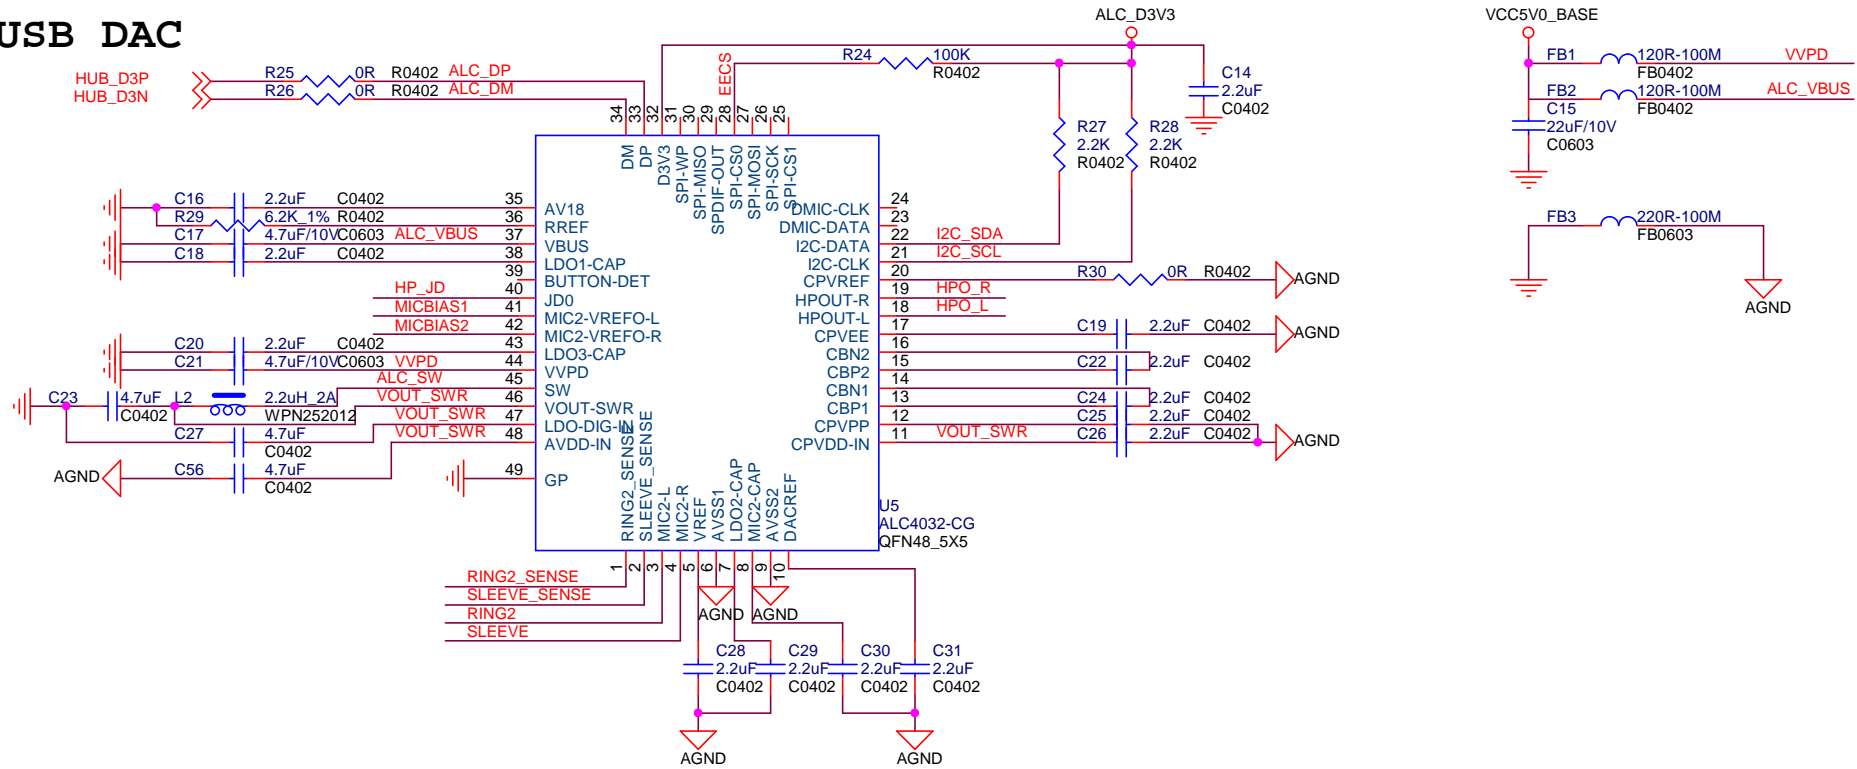 USB DAC
HUB_D3P
HUB_D3N
R25 0R R0402 ALC_DP
R26 0R R0402 ALC_DM
EECS
R24 100K
R0402
ALC_D3V3
C14
2.2uF
C0402
R27
2.2K
R0402
R28
2.2K
R0402
VCC5V0_BASE
FB1 120R-100M VVPD
FB0402
FB2 120R-100M ALC_VBUS
FB0402
C15
22uF/10V
C0603
FB3 220R-100M
FB0603
AGND
34 33 32 31 30 29 28 27 26 25
DM
DP
D3V3
SPI-WP
SPI-MISO
SPDIF-OUT
SPI-CS0
SPI-MOSI
SPI-SCK
SPI-CS1
C16 2.2uF C0402 35 AV18
R29 6.2K_1% R0402 36 RREF
C17 4.7uF/10V C0603 ALC_VBUS 37 VBUS
C18 2.2uF C0402 38 LDO1-CAP
39 BUTTON-DET
HP_JD 40 JD0
MICBIAS1 41 MIC2-VREFO-L
MICBIAS2 42 MIC2-VREFO-R
C20 2.2uF C0402 43 LDO3-CAP
C21 4.7uF/10V C0603 VVPD 44 VVPD
ALC_SW 45 SW
C23 4.7uF C0402 L2 2.2uH_2A WPN252012 VOUT_SWR 46 VOUT-SWR
VOUT_SWR 47 LDO-DIG-IN
C27 4.7uF C0402 VOUT_SWR 48 AVDD-IN
AGND C56 4.7uF C0402
49 GP
DMIC-CLK 24
DMIC-DATA 23
I2C-DATA 22 I2C_SDA
I2C-CLK 21 I2C_SCL
CPVREF 20 R30 0R R0402 AGND
HPOUT-R 19 HPO_R
HPOUT-L 18 HPO_L
CPVEE 17 C19 2.2uF C0402 AGND
CBN2 16
CBP2 15 C22 2.2uF C0402
CBN1 14
CBP1 13 C24 2.2uF C0402
CPVPP 12 C25 2.2uF C0402
CPVDD-IN 11 VOUT_SWR C26 2.2uF C0402 AGND
U5
ALC4032-CG
QFN48_5X5
RING2_SENSE
SLEEVE_SENSE
MIC2-L
MIC2-R
VREF
AVSS1
LDO2-CAP
MIC2-CAP
AVSS2
DACREF
1 2 3 4 5 6 7 8 9 10
RING2_SENSE
SLEEVE_SENSE
RING2
SLEEVE
AGND AGND
C28 2.2uF C0402
C29 2.2uF C0402
C30 2.2uF C0402
C31 2.2uF C0402
AGND AGND